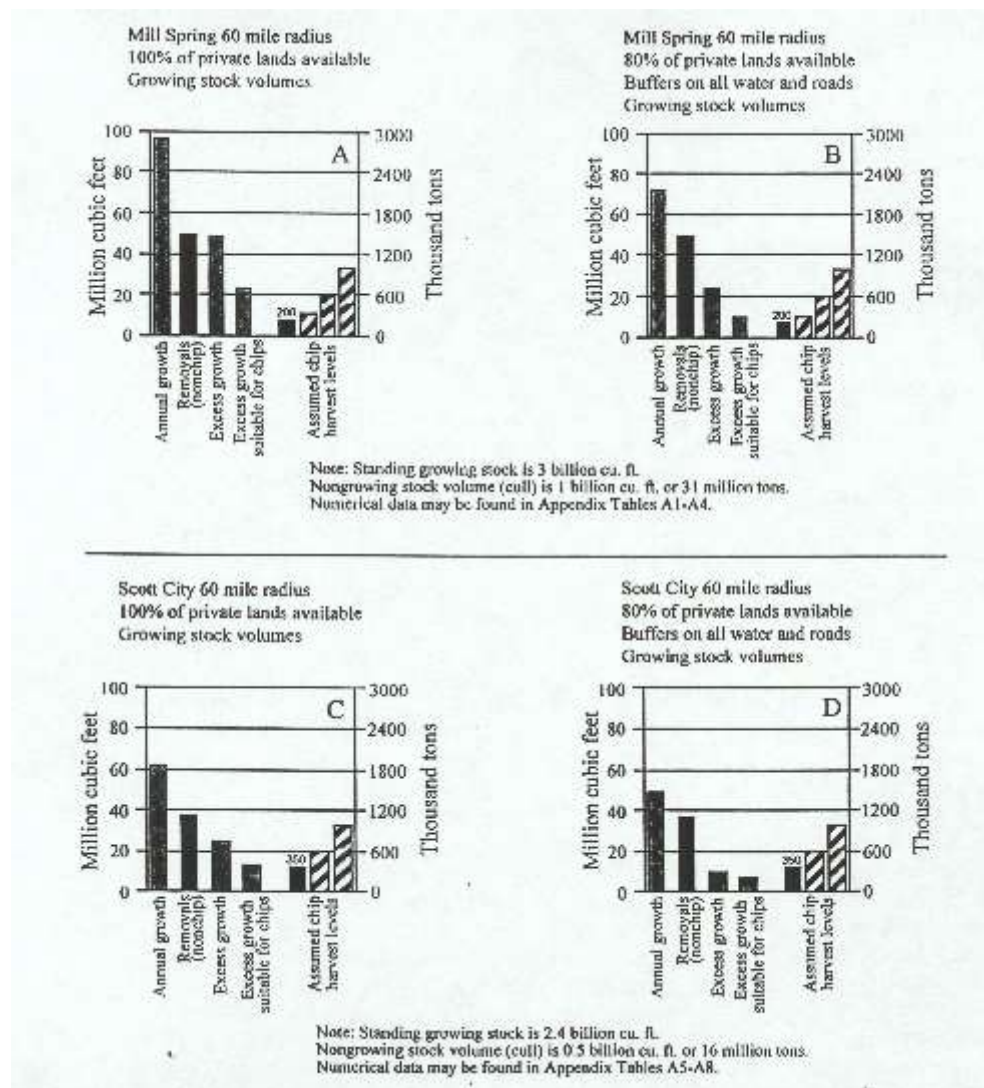 Mill Spring 60 mile radius
100% of private lands available
Growing stock volumes
Mill Spring 60 mile radius
80% of private lands available
Buffers on all water and roads
Growing stock volumes
A
Million cubic feet
100
80
60
40
20
0
3000
2400
1800
1200
600
0
Thousand tons
200
Annual growth
Removals
(nonchip)
Excess growth
Excess growth
suitable for chips
Assumed chip
harvest levels
B
Million cubic feet
100
80
60
40
20
0
3000
2400
1800
1200
600
0
Thousand tons
200
Annual growth
Removals
(nonchip)
Excess growth
Excess growth
suitable for chips
Assumed chip
harvest levels
Note: Standing growing stock is 3 billion cu. ft.
Nongrowing stock volume (cull) is 1 billion cu. ft. or 31 million tons.
Numerical data may be found in Appendix Tables A1-A4.
Scott City 60 mile radius
100% of private lands available
Growing stock volumes
Scott City 60 mile radius
80% of private lands available
Buffers on all water and roads
Growing stock volumes
C
Million cubic feet
100
80
60
40
20
0
3000
2400
1800
1200
600
0
Thousand tons
350
Annual growth
Removals
(nonchip)
Excess growth
Excess growth
suitable for chips
Assumed chip
harvest levels
D
Million cubic feet
100
80
60
40
20
0
3000
2400
1800
1200
600
0
Thousand tons
350
Annual growth
Removals
(nonchip)
Excess growth
Excess growth
suitable for chips
Assumed chip
harvest levels
Note: Standing growing stock is 2.4 billion cu. ft.
Nongrowing stock volume (cull) is 0.5 billion cu. ft. or 16 million tons.
Numerical data may be found in Appendix Tables A5-A8.